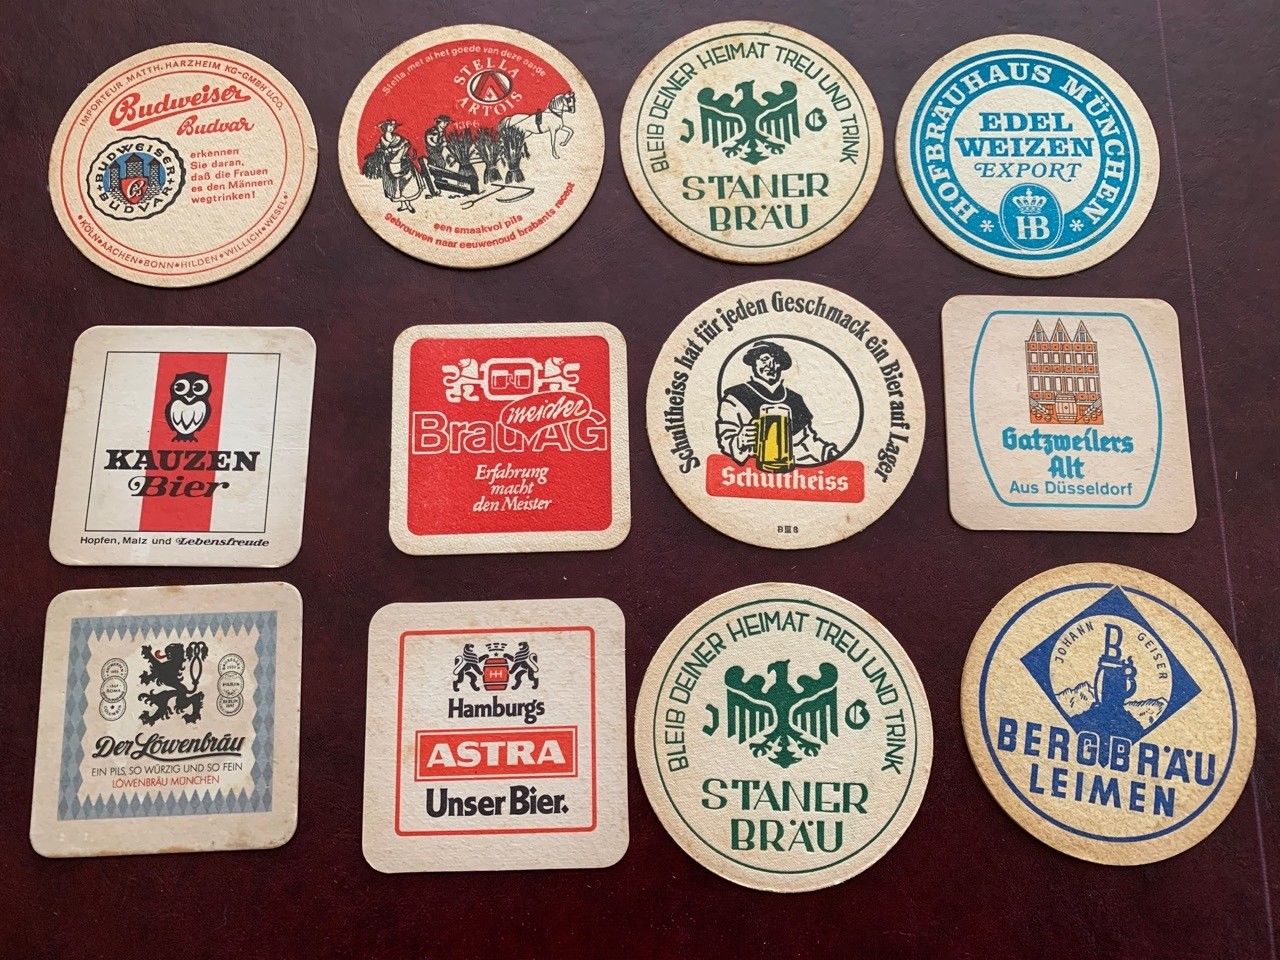 IMPORTEUR: MATTH. HARZHEIM KG-GMBH U.CO.
Budweiser
Budvar
BUDWEISER
BUDVAR
erkennen
Sie daran,
daß die Frauen
es den Männern
wegtrinken!
•KÖLN•AACHEN•BONN•HILDEN•WILLICH•WESEL•
Stella, met al het goede van deze aarde
STELLA
ARTOIS
1366
een smaakvol pils
gebrouwen naar eeuwenoud brabants recept
BLEIB DEINER HEIMAT TREU UND TRINK
J B
STANER
BRÄU
HOFBRÄUHAUS MÜNCHEN
EDEL
WEIZEN
EXPORT
HB
KAUZEN
Bier
Hopfen, Malz und Lebensfreude
meister
Brau AG
Erfahrung
macht
den Meister
Schultheiss hat für jeden Geschmack ein Bier auf Lager
Schultheiss
B III 8
Gatzweilers
Alt
Aus Düsseldorf
Der Löwenbräu
EIN PILS, SO WÜRZIG UND SO FEIN
LÖWENBRÄU MÜNCHEN
Hamburg's
ASTRA
Unser Bier.
BLEIB DEINER HEIMAT TREU UND TRINK
J B
STANER
BRÄU
JOHANN GEISER
B
BERGBRÄU
LEIMEN